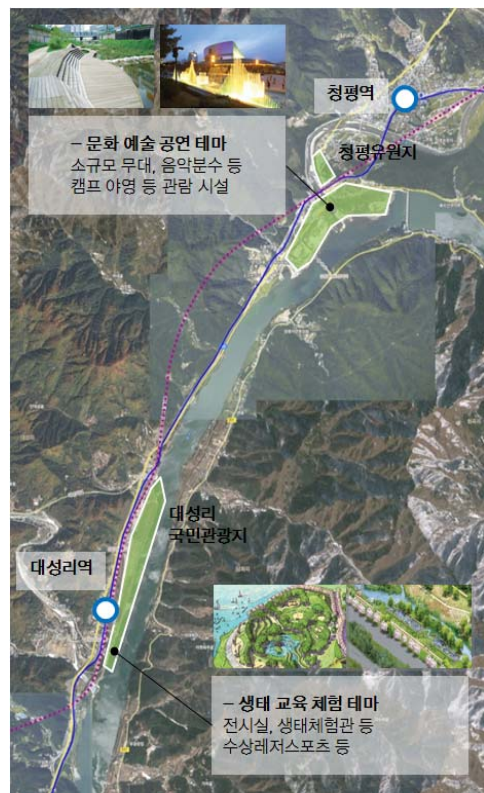 청평역
– 문화 예술 공연 테마
소규모 무대, 음악분수 등
캠프 야영 등 관람 시설
청평유원지
대성리
국민관광지
대성리역
– 생태 교육 체험 테마
전시실, 생태체험관 등
수상레저스포츠 등